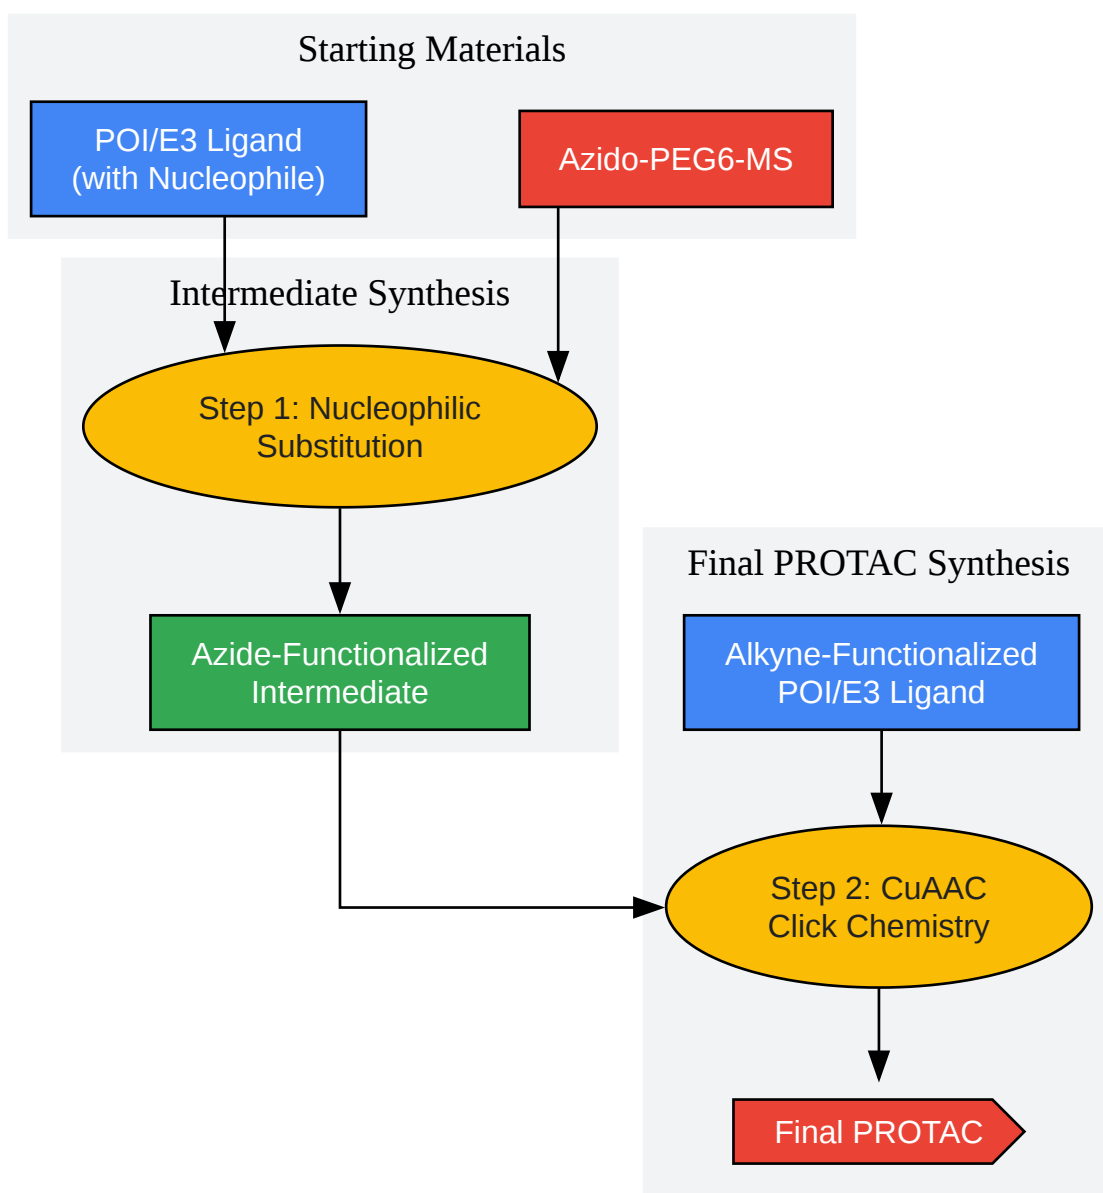 Starting Materials
POI/E3 Ligand
(with Nucleophile)
Azido-PEG6-MS
Intermediate Synthesis
Step 1: Nucleophilic
Substitution
Azide-Functionalized
Intermediate
Final PROTAC Synthesis
Alkyne-Functionalized
POI/E3 Ligand
Step 2: CuAAC
Click Chemistry
Final PROTAC